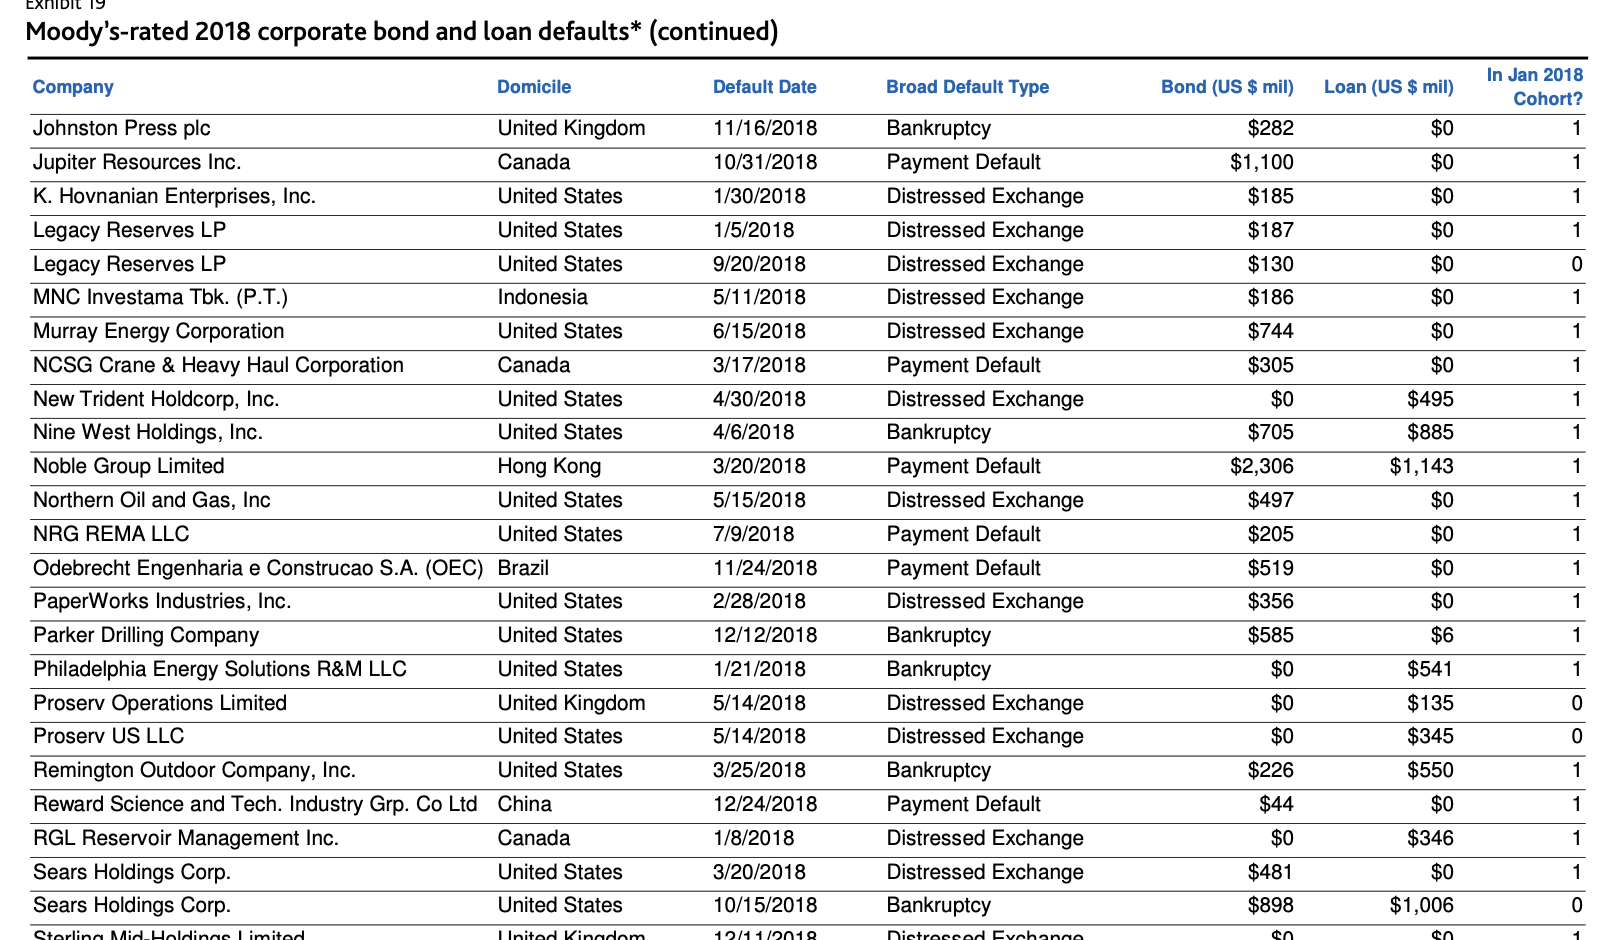 Exhibit 19
Moody's-rated 2018 corporate bond and loan defaults* (continued)
Company Domicile Default Date Broad Default Type Bond (US $ mil) Loan (US $ mil) In Jan 2018 Cohort?
Johnston Press plc United Kingdom 11/16/2018 Bankruptcy $282 $0 1
Jupiter Resources Inc. Canada 10/31/2018 Payment Default $1,100 $0 1
K. Hovnanian Enterprises, Inc. United States 1/30/2018 Distressed Exchange $185 $0 1
Legacy Reserves LP United States 1/5/2018 Distressed Exchange $187 $0 1
Legacy Reserves LP United States 9/20/2018 Distressed Exchange $130 $0 0
MNC Investama Tbk. (P.T.) Indonesia 5/11/2018 Distressed Exchange $186 $0 1
Murray Energy Corporation United States 6/15/2018 Distressed Exchange $744 $0 1
NCSG Crane & Heavy Haul Corporation Canada 3/17/2018 Payment Default $305 $0 1
New Trident Holdcorp, Inc. United States 4/30/2018 Distressed Exchange $0 $495 1
Nine West Holdings, Inc. United States 4/6/2018 Bankruptcy $705 $885 1
Noble Group Limited Hong Kong 3/20/2018 Payment Default $2,306 $1,143 1
Northern Oil and Gas, Inc United States 5/15/2018 Distressed Exchange $497 $0 1
NRG REMA LLC United States 7/9/2018 Payment Default $205 $0 1
Odebrecht Engenharia e Construcao S.A. (OEC) Brazil 11/24/2018 Payment Default $519 $0 1
PaperWorks Industries, Inc. United States 2/28/2018 Distressed Exchange $356 $0 1
Parker Drilling Company United States 12/12/2018 Bankruptcy $585 $6 1
Philadelphia Energy Solutions R&M LLC United States 1/21/2018 Bankruptcy $0 $541 1
Proserv Operations Limited United Kingdom 5/14/2018 Distressed Exchange $0 $135 0
Proserv US LLC United States 5/14/2018 Distressed Exchange $0 $345 0
Remington Outdoor Company, Inc. United States 3/25/2018 Bankruptcy $226 $550 1
Reward Science and Tech. Industry Grp. Co Ltd China 12/24/2018 Payment Default $44 $0 1
RGL Reservoir Management Inc. Canada 1/8/2018 Distressed Exchange $0 $346 1
Sears Holdings Corp. United States 3/20/2018 Distressed Exchange $481 $0 1
Sears Holdings Corp. United States 10/15/2018 Bankruptcy $898 $1,006 0
Sterling Mid-Holdings Limited United Kingdom 12/11/2018 Distressed Exchange $0 $0 1